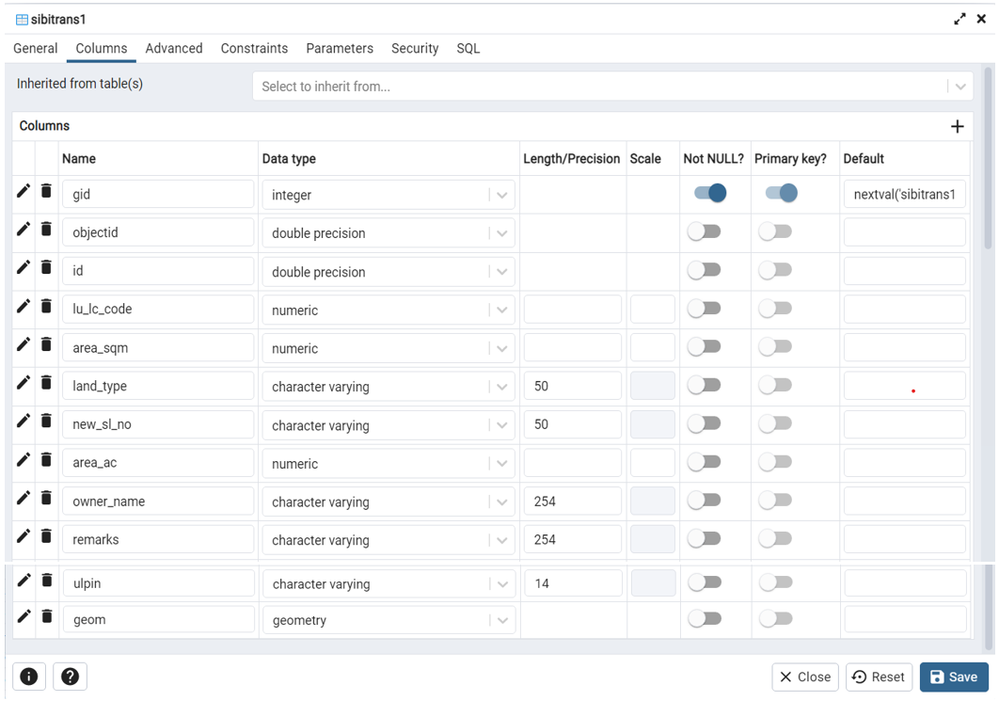 sibitrans1
General Columns Advanced Constraints Parameters Security SQL
Inherited from table(s) Select to inherit from...
Columns
Name Data type Length/Precision Scale Not NULL? Primary key? Default
gid integer nextval('sibitrans1
objectid double precision
id double precision
lu_lc_code numeric
area_sqm numeric
land_type character varying 50
new_sl_no character varying 50
area_ac numeric
owner_name character varying 254
remarks character varying 254
ulpin character varying 14
geom geometry
Close Reset Save